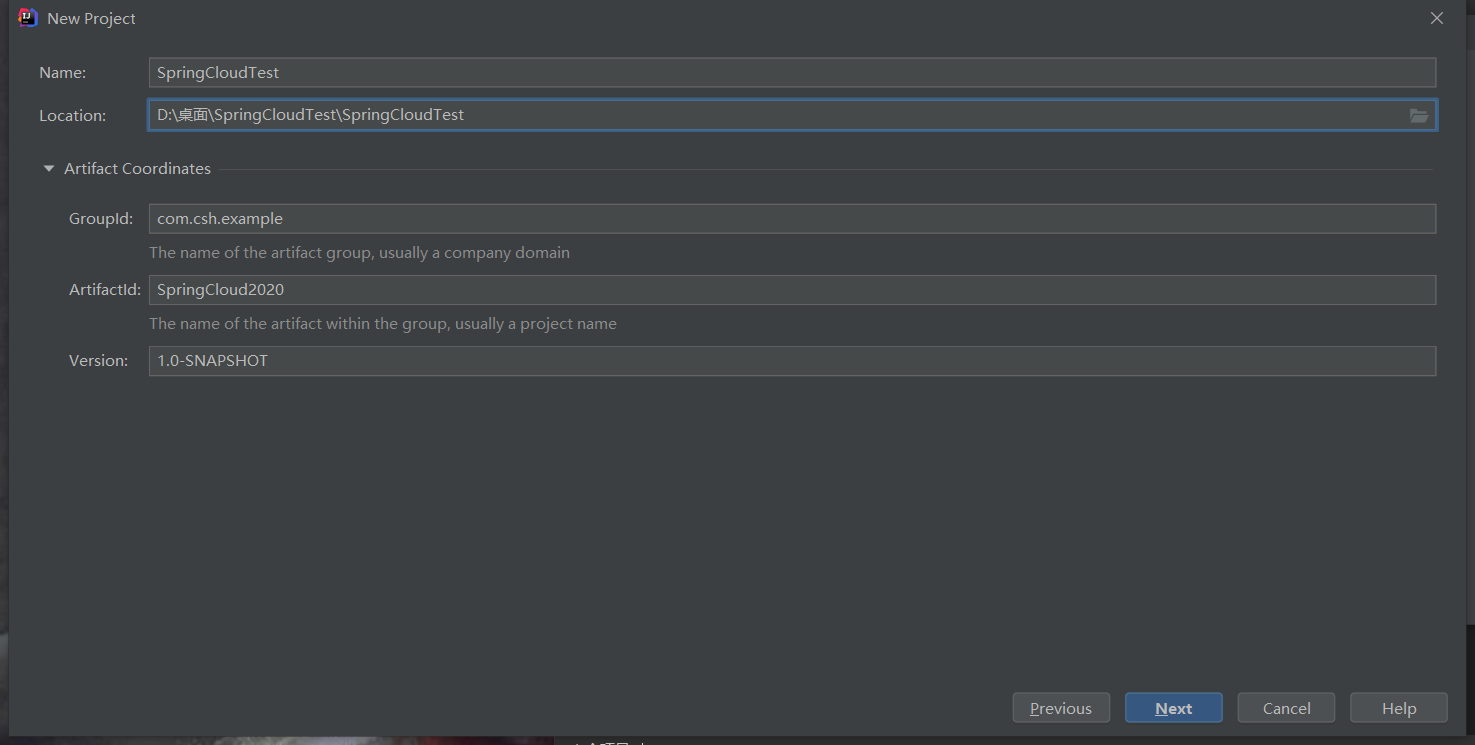 New Project
Name: SpringCloudTest
Location: D:\桌面\SpringCloudTest\SpringCloudTest
Artifact Coordinates
GroupId: com.csh.example
The name of the artifact group, usually a company domain
ArtifactId: SpringCloud2020
The name of the artifact within the group, usually a project name
Version: 1.0-SNAPSHOT
Previous Next Cancel Help